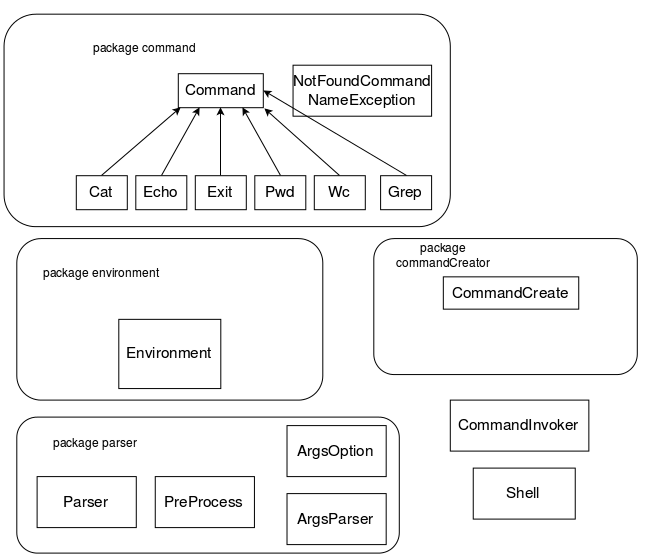 package command
Command
NotFoundCommand
NameException
Cat
Echo
Exit
Pwd
Wc
Grep
package environment
Environment
package
commandCreator
CommandCreate
package parser
Parser
PreProcess
ArgsOption
ArgsParser
CommandInvoker
Shell